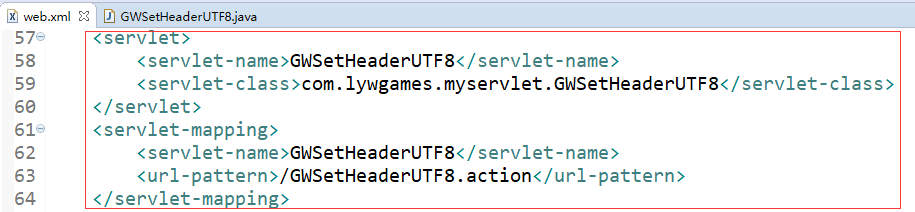 web.xml GWSetHeaderUTF8.java
57 <servlet>
58 <servlet-name>GWSetHeaderUTF8</servlet-name>
59 <servlet-class>com.lywgames.myservlet.GWSetHeaderUTF8</servlet-class>
60 </servlet>
61 <servlet-mapping>
62 <servlet-name>GWSetHeaderUTF8</servlet-name>
63 <url-pattern>/GWSetHeaderUTF8.action</url-pattern>
64 </servlet-mapping>